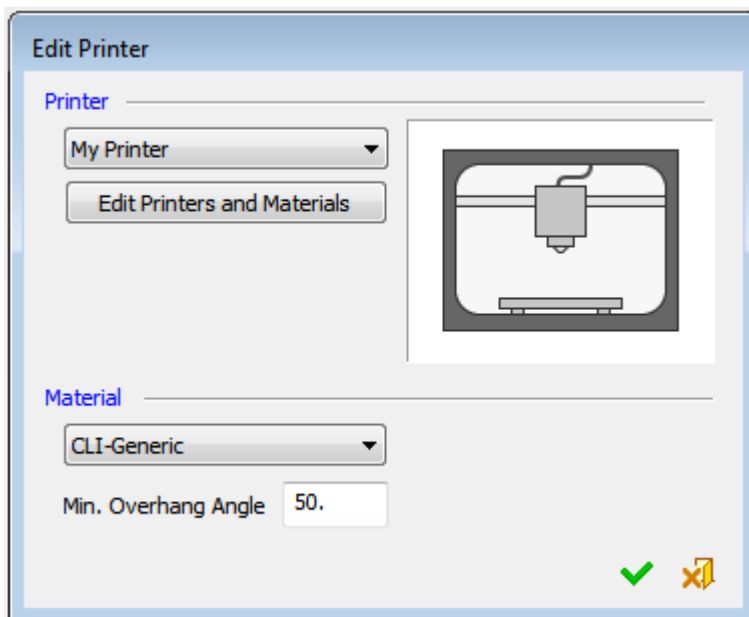 Edit Printer
Printer
My Printer
Edit Printers and Materials
Material
CLI-Generic
Min. Overhang Angle 50.